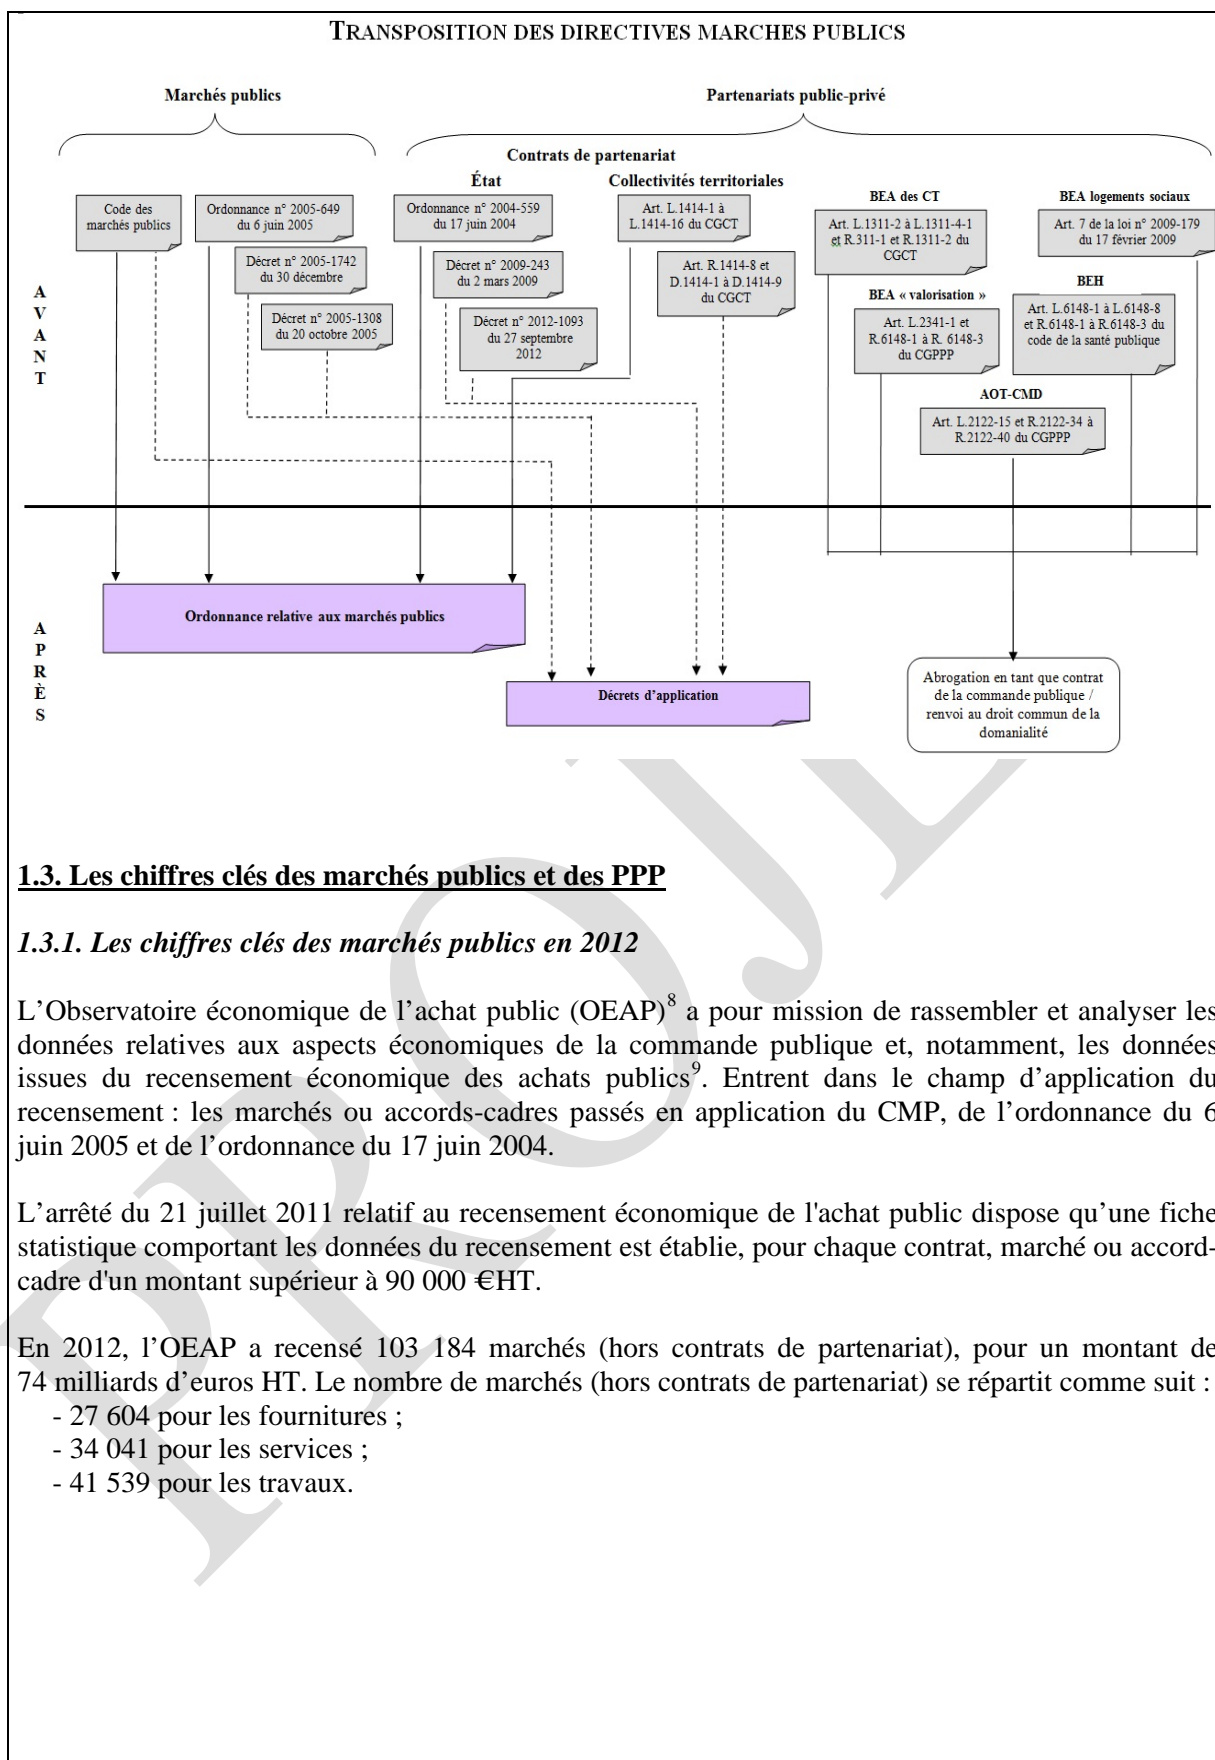 TRANSPOSITION DES DIRECTIVES MARCHES PUBLICS
Marchés publics
Partenariats public-privé
Contrats de partenariat
État
Collectivités territoriales
BEA des CT
BEA logements sociaux
Code des
marchés publics
Ordonnance n° 2005-649
du 6 juin 2005
Ordonnance n° 2004-559
du 17 juin 2004
Art. L.1414-1 à
L.1414-16 du CGCT
Art. L.1311-2 à L.1311-4-1
et R.311-1 et R.1311-2 du
CGCT
Art. 7 de la loi n° 2009-179
du 17 février 2009
Décret n° 2005-1742
du 30 décembre
Décret n° 2009-243
du 2 mars 2009
Art. R.1414-8 et
D.1414-1 à D.1414-9
du CGCT
BEA « valorisation »
BEH
Décret n° 2005-1308
du 20 octobre 2005
Décret n° 2012-1093
du 27 septembre
2012
Art. L.2341-1 et
R.6148-1 à R. 6148-3
du CGPPP
Art. L.6148-1 à L.6148-8
et R.6148-1 à R.6148-3 du
code de la santé publique
AOT-CMD
Art. L.2122-15 et R.2122-34 à
R.2122-40 du CGPPP
AVANT
APRÈS
Ordonnance relative aux marchés publics
Décrets d'application
Abrogation en tant que contrat
de la commande publique /
renvoi au droit commun de la
domanialité
PROJET
1.3. Les chiffres clés des marchés publics et des PPP
1.3.1. Les chiffres clés des marchés publics en 2012
L'Observatoire économique de l'achat public (OEAP)8 a pour mission de rassembler et analyser les
données relatives aux aspects économiques de la commande publique et, notamment, les données
issues du recensement économique des achats publics9. Entrent dans le champ d'application du
recensement : les marchés ou accords-cadres passés en application du CMP, de l'ordonnance du 6
juin 2005 et de l'ordonnance du 17 juin 2004.
L'arrêté du 21 juillet 2011 relatif au recensement économique de l'achat public dispose qu'une fiche
statistique comportant les données du recensement est établie, pour chaque contrat, marché ou accord-
cadre d'un montant supérieur à 90 000 €HT.
En 2012, l'OEAP a recensé 103 184 marchés (hors contrats de partenariat), pour un montant de
74 milliards d'euros HT. Le nombre de marchés (hors contrats de partenariat) se répartit comme suit :
- 27 604 pour les fournitures ;
- 34 041 pour les services ;
- 41 539 pour les travaux.